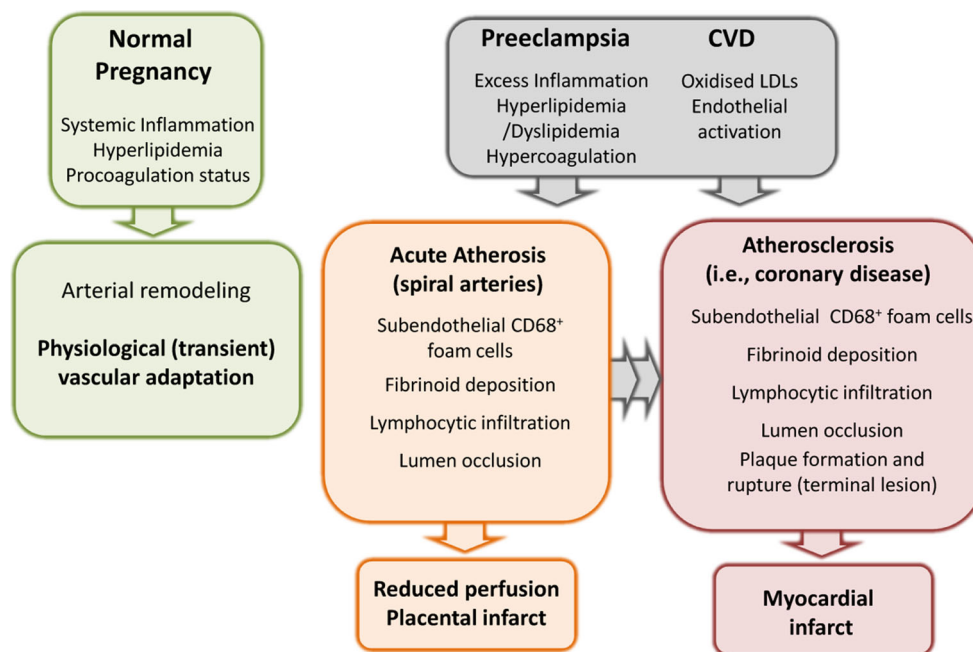 Normal
Pregnancy
Systemic Inflammation
Hyperlipidemia
Procoagulation status
Arterial remodeling
Physiological (transient)
vascular adaptation
Preeclampsia
Excess Inflammation
Hyperlipidemia
/Dyslipidemia
Hypercoagulation
CVD
Oxidised LDLs
Endothelial
activation
Acute Atherosis
(spiral arteries)
Subendothelial CD68⁺
foam cells
Fibrinoid deposition
Lymphocytic infiltration
Lumen occlusion
Reduced perfusion
Placental infarct
Atherosclerosis
(i.e., coronary disease)
Subendothelial CD68⁺ foam cells
Fibrinoid deposition
Lymphocytic infiltration
Lumen occlusion
Plaque formation and
rupture (terminal lesion)
Myocardial
infarct